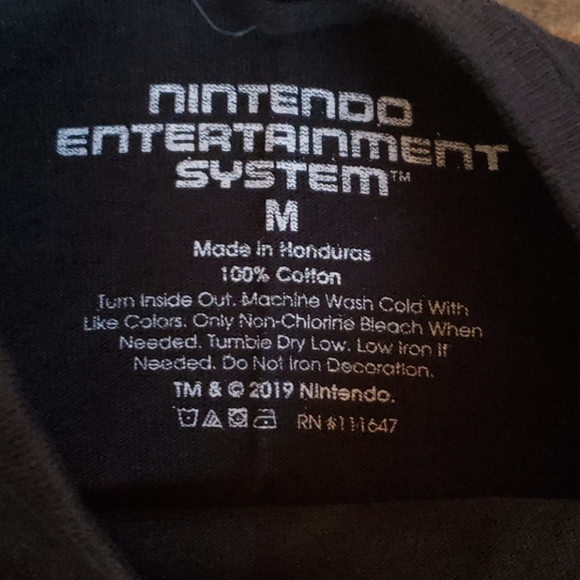 NINTENDO
ENTERTAINMENT
SYSTEM™
M
Made in Honduras
100% Cotton
Turn Inside Out. Machine Wash Cold With
Like Colors. Only Non-Chlorine Bleach When
Needed. Tumble Dry Low. Low Iron if
Needed. Do Not Iron Decoration.
TM & © 2019 Nintendo.
RN #111647